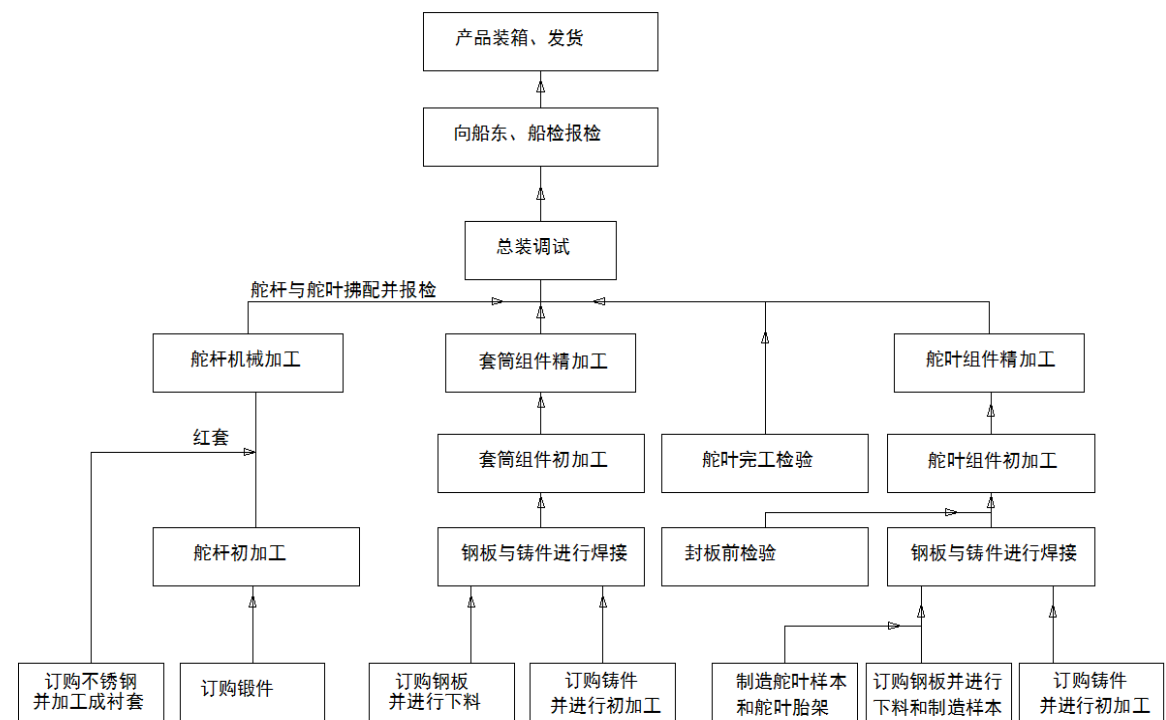 产品装箱、发货
向船东、船检报检
总装调试
舵杆与舵叶拂配并报检
舵杆机械加工
套筒组件精加工
舵叶组件精加工
红套
套筒组件初加工
舵叶完工检验
舵叶组件初加工
舵杆初加工
钢板与铸件进行焊接
封板前检验
钢板与铸件进行焊接
订购不锈钢
并加工成衬套
订购锻件
订购钢板
并进行下料
订购铸件
并进行初加工
制造舵叶样本
和舵叶胎架
订购钢板并进行
下料和制造样本
订购铸件
并进行初加工